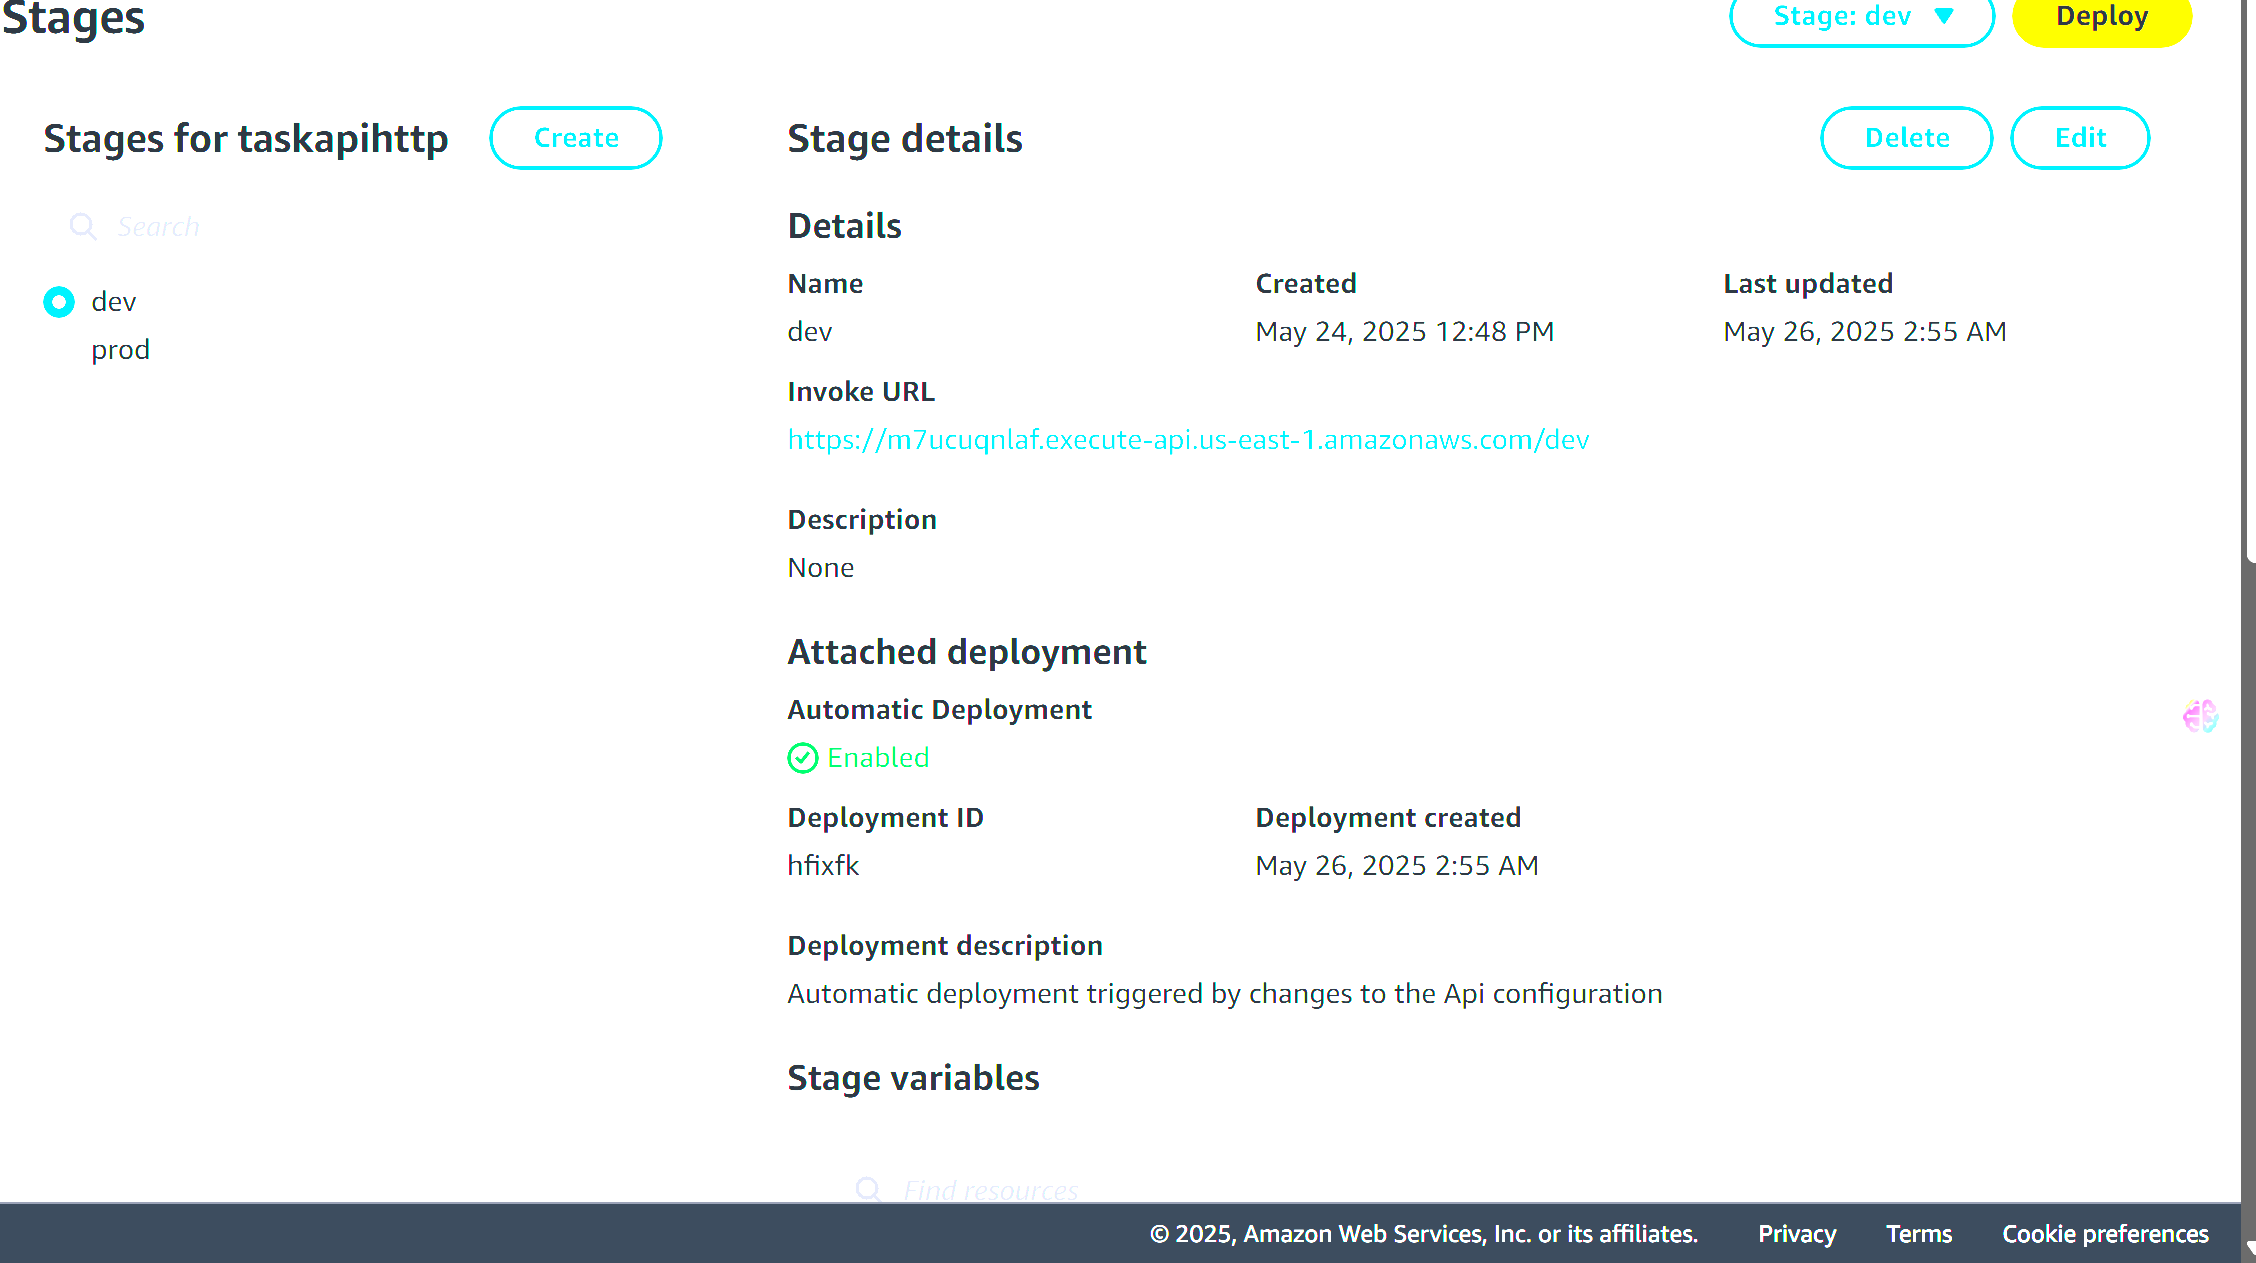 Stages
Stage: dev
Deploy
Stages for taskapihttp
Create
Search
dev
prod
Stage details
Delete
Edit
Details
Name
Created
Last updated
dev
May 24, 2025 12:48 PM
May 26, 2025 2:55 AM
Invoke URL
https://m7ucuqnlaf.execute-api.us-east-1.amazonaws.com/dev
Description
None
Attached deployment
Automatic Deployment
Enabled
Deployment ID
Deployment created
hfixfk
May 26, 2025 2:55 AM
Deployment description
Automatic deployment triggered by changes to the Api configuration
Stage variables
Find resources
© 2025, Amazon Web Services, Inc. or its affiliates.
Privacy
Terms
Cookie preferences